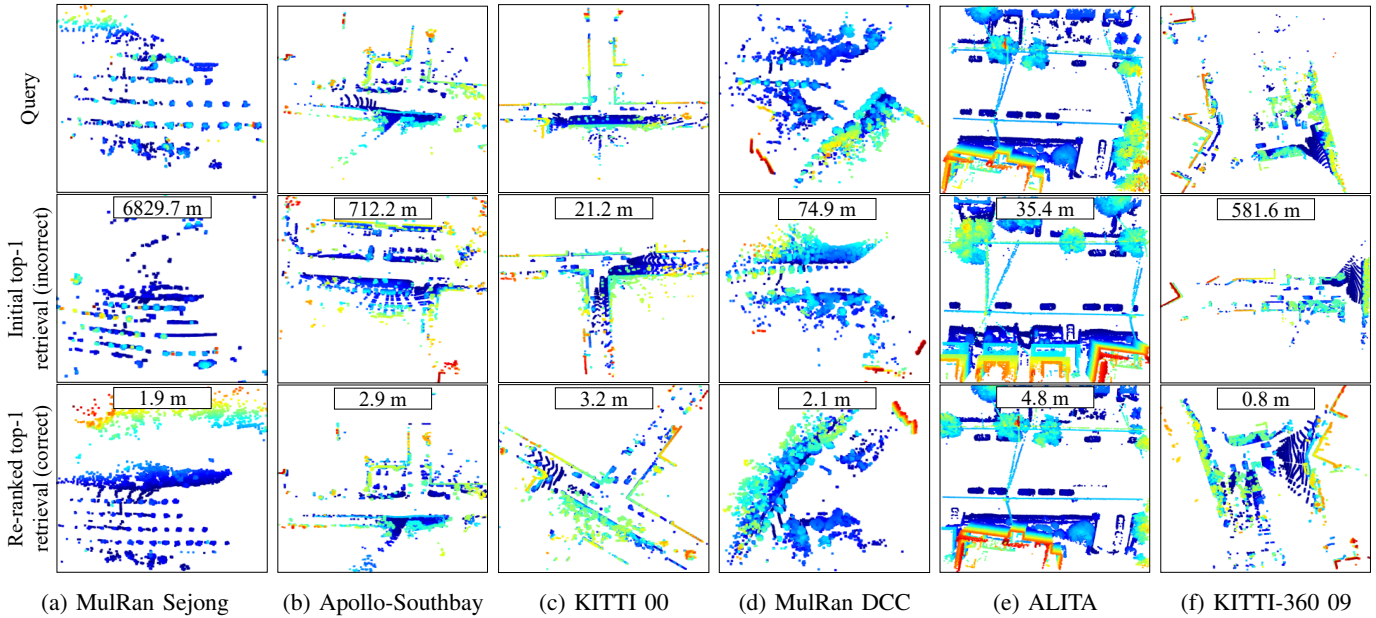 Query
Initial top-1
retrieval (incorrect)
6829.7 m
712.2 m
21.2 m
74.9 m
35.4 m
581.6 m
Re-ranked top-1
retrieval (correct)
1.9 m
2.9 m
3.2 m
2.1 m
4.8 m
0.8 m
(a) MulRan Sejong
(b) Apollo-Southbay
(c) KITTI 00
(d) MulRan DCC
(e) ALITA
(f) KITTI-360 09